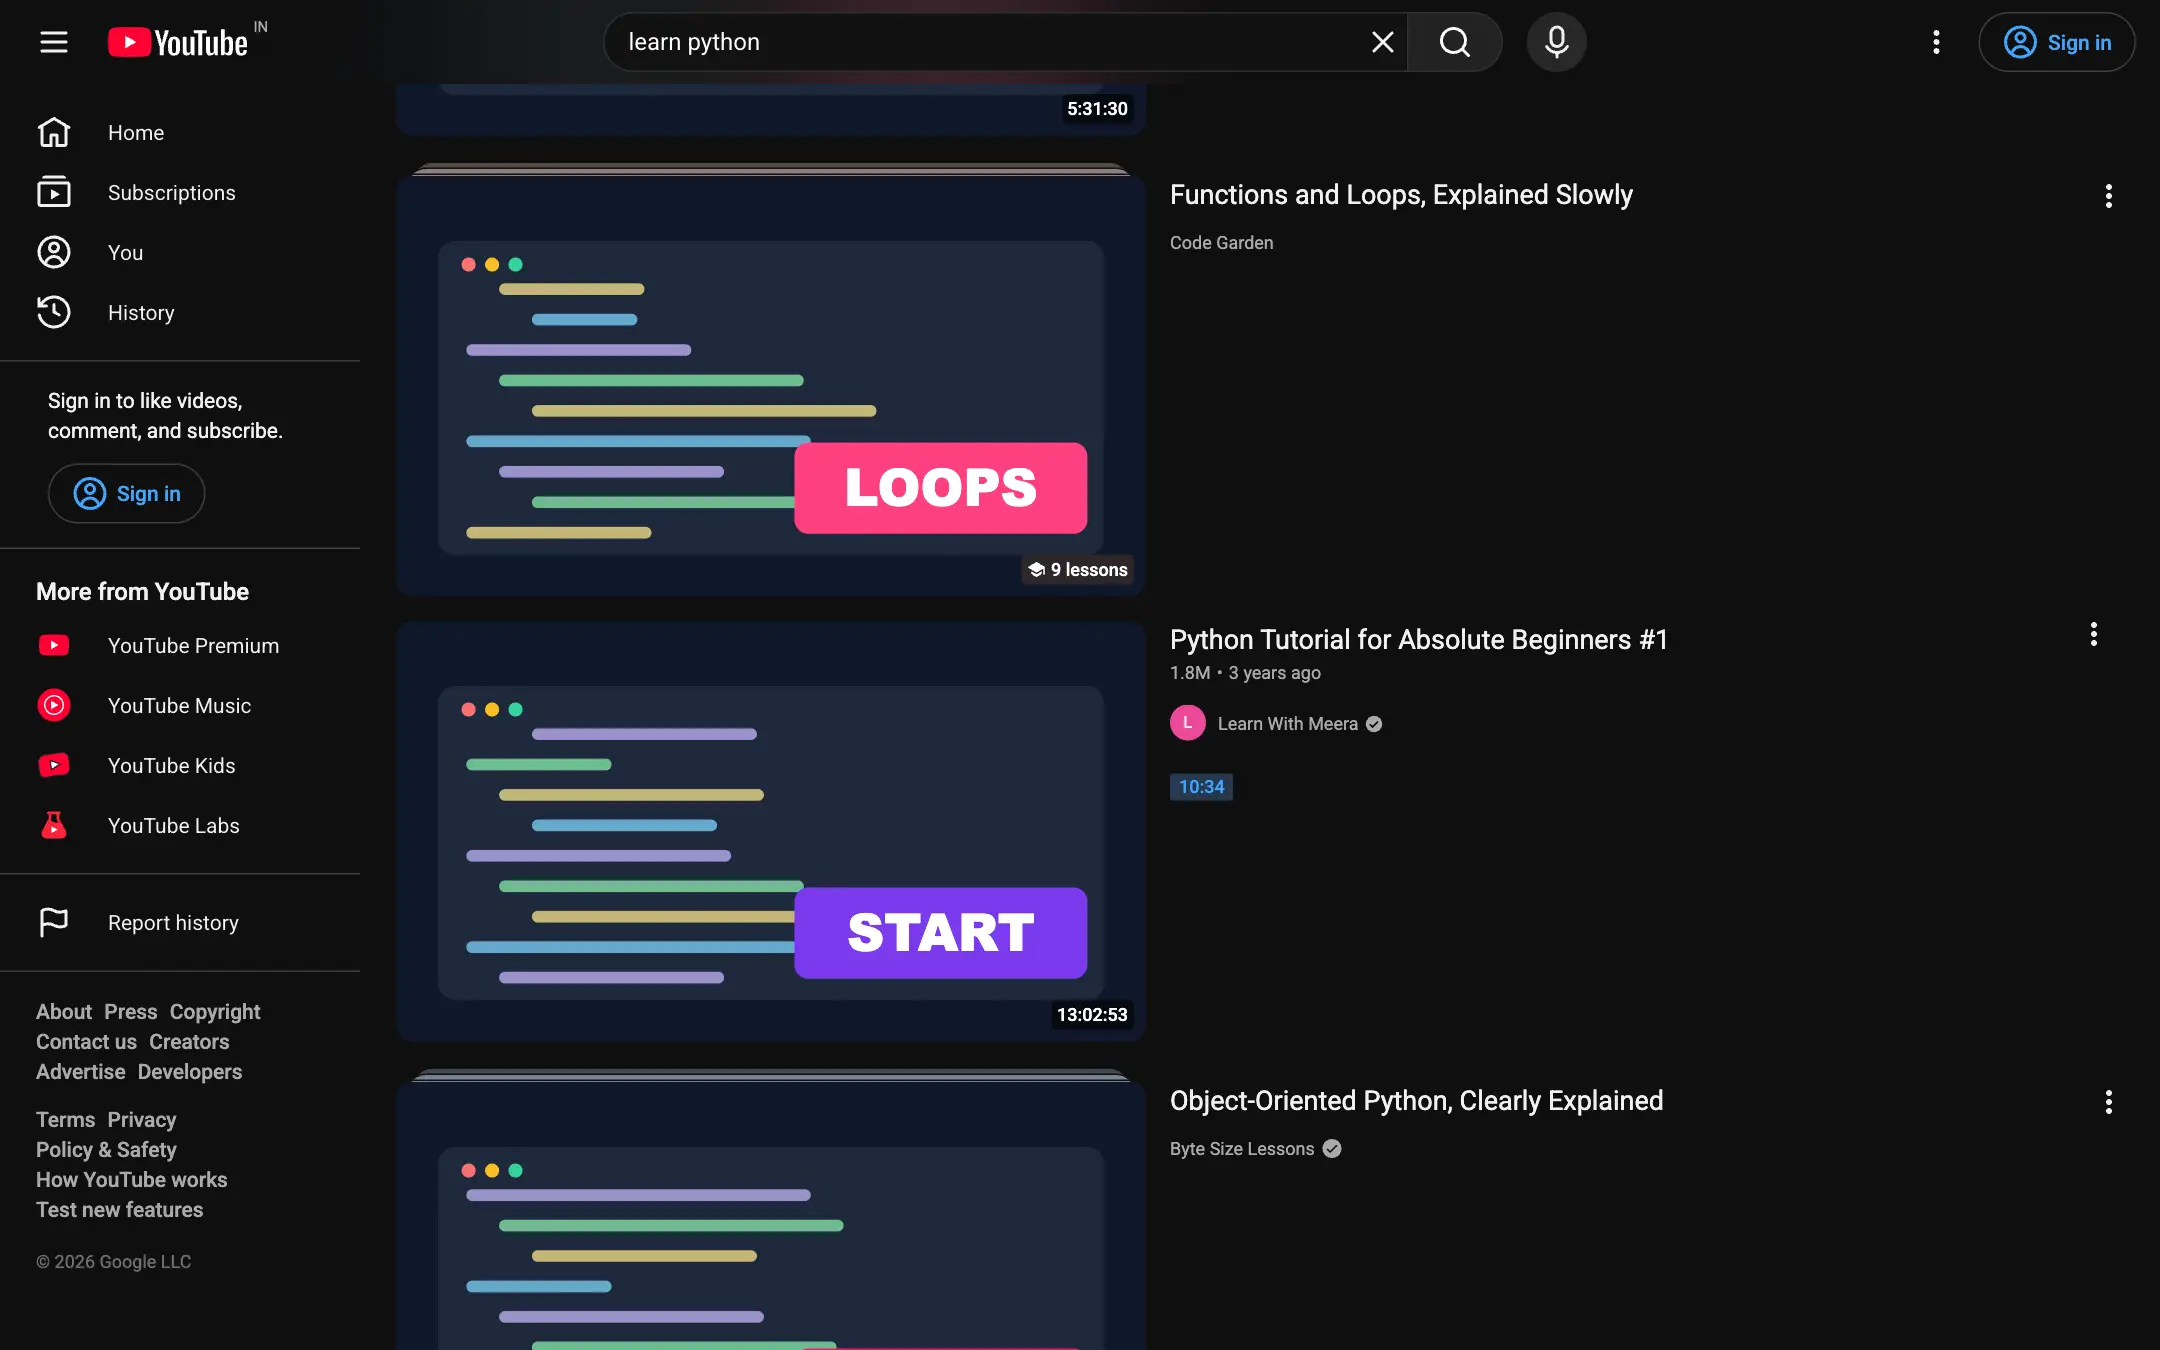 YouTube IN
learn python
Sign in
Home
Subscriptions
You
History
Sign in to like videos,
comment, and subscribe.
Sign in
More from YouTube
YouTube Premium
YouTube Music
YouTube Kids
YouTube Labs
Report history
About Press Copyright
Contact us Creators
Advertise Developers
Terms Privacy
Policy & Safety
How YouTube works
Test new features
© 2026 Google LLC
5:31:30
LOOPS
9 lessons
Functions and Loops, Explained Slowly
Code Garden
START
13:02:53
Python Tutorial for Absolute Beginners #1
1.8M • 3 years ago
L Learn With Meera
10:34
Object-Oriented Python, Clearly Explained
Byte Size Lessons